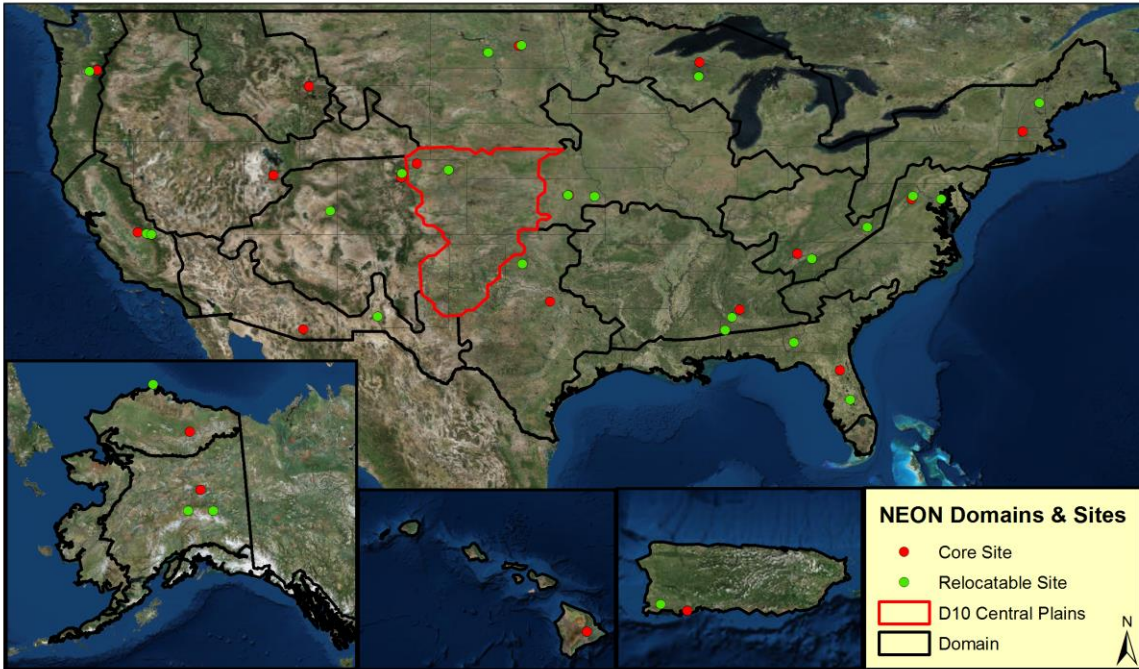 NEON Domains & Sites
Core Site
Relocatable Site
D10 Central Plains
Domain
N